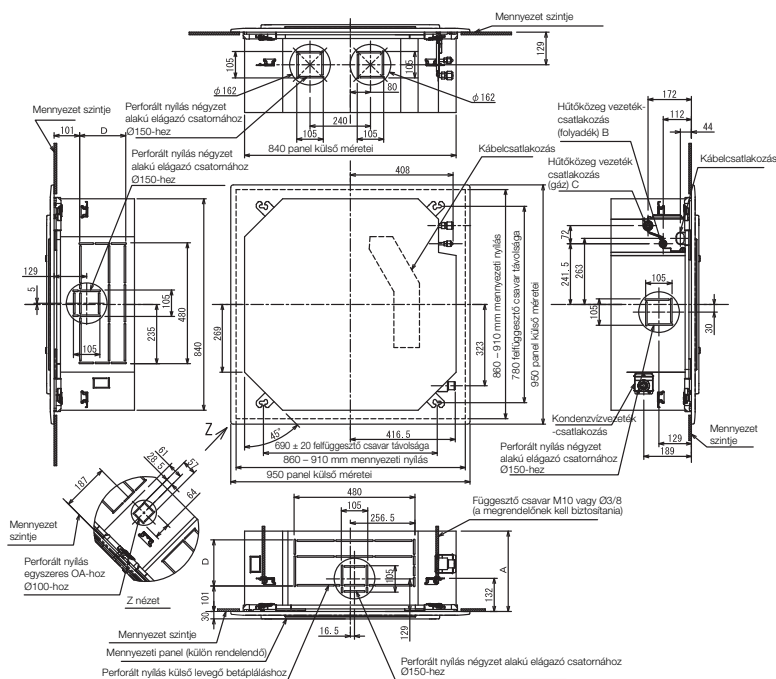 Mennyezet szintje
129
105
105
ϕ 162
80
ϕ 162
Perforált nyílás négyzet
alakú elágazó csatornához
Ø150-hez
240
105
105
840 panel külső méretei
Mennyezet szintje
101
D
Perforált nyílás négyzet
alakú elágazó csatornához
Ø150-hez
129
5
105
105
235
480
840
Kábelcsatlakozás
408
269
323
860 – 910 mm mennyezeti nyílás
780 felfüggesztő csavar távolsága
950 panel külső méretei
Z
45°
416.5
690 ± 20 felfüggesztő csavar távolsága
860 – 910 mm mennyezeti nyílás
950 panel külső méretei
172
112
44
Hűtőközeg vezeték-
csatlakozás
(folyadék) B
Hűtőközeg vezeték
csatlakozás
(gáz) C
Kábelcsatlakozás
72
241.5
263
105
105
30
Kondenzvízvezeték
-csatlakozás
Perforált nyílás négyzet
alakú elágazó csatornához
Ø150-hez
129
189
Mennyezet
szintje
187
61
28.5
57
64
Mennyezet
szintje
Perforált nyílás
egyszeres OA-hoz
Ø100-hoz
Z nézet
480
105
256.5
Függesztő csavar M10 vagy Ø3/8
(a megrendelőnek kell biztosítania)
D
105
A
132
101
30
16.5
129
Mennyezet szintje
Mennyezeti panel (külön rendelendő)
Perforált nyílás külső levegő betápláláshoz
Perforált nyílás négyzet alakú elágazó csatornához
Ø150-hez